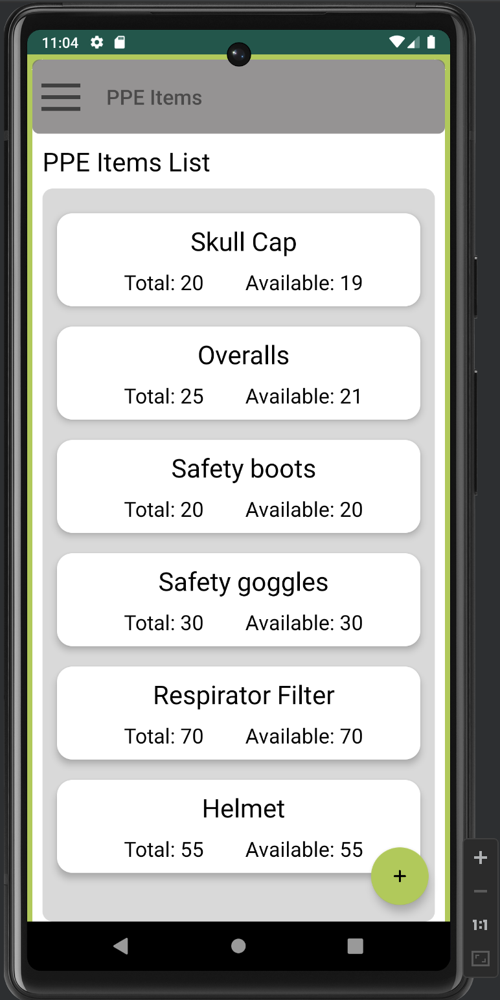 11:04
PPE Items
PPE Items List
Skull Cap
Total: 20 Available: 19
Overalls
Total: 25 Available: 21
Safety boots
Total: 20 Available: 20
Safety goggles
Total: 30 Available: 30
Respirator Filter
Total: 70 Available: 70
Helmet
Total: 55 Available: 55
+
+
1:1